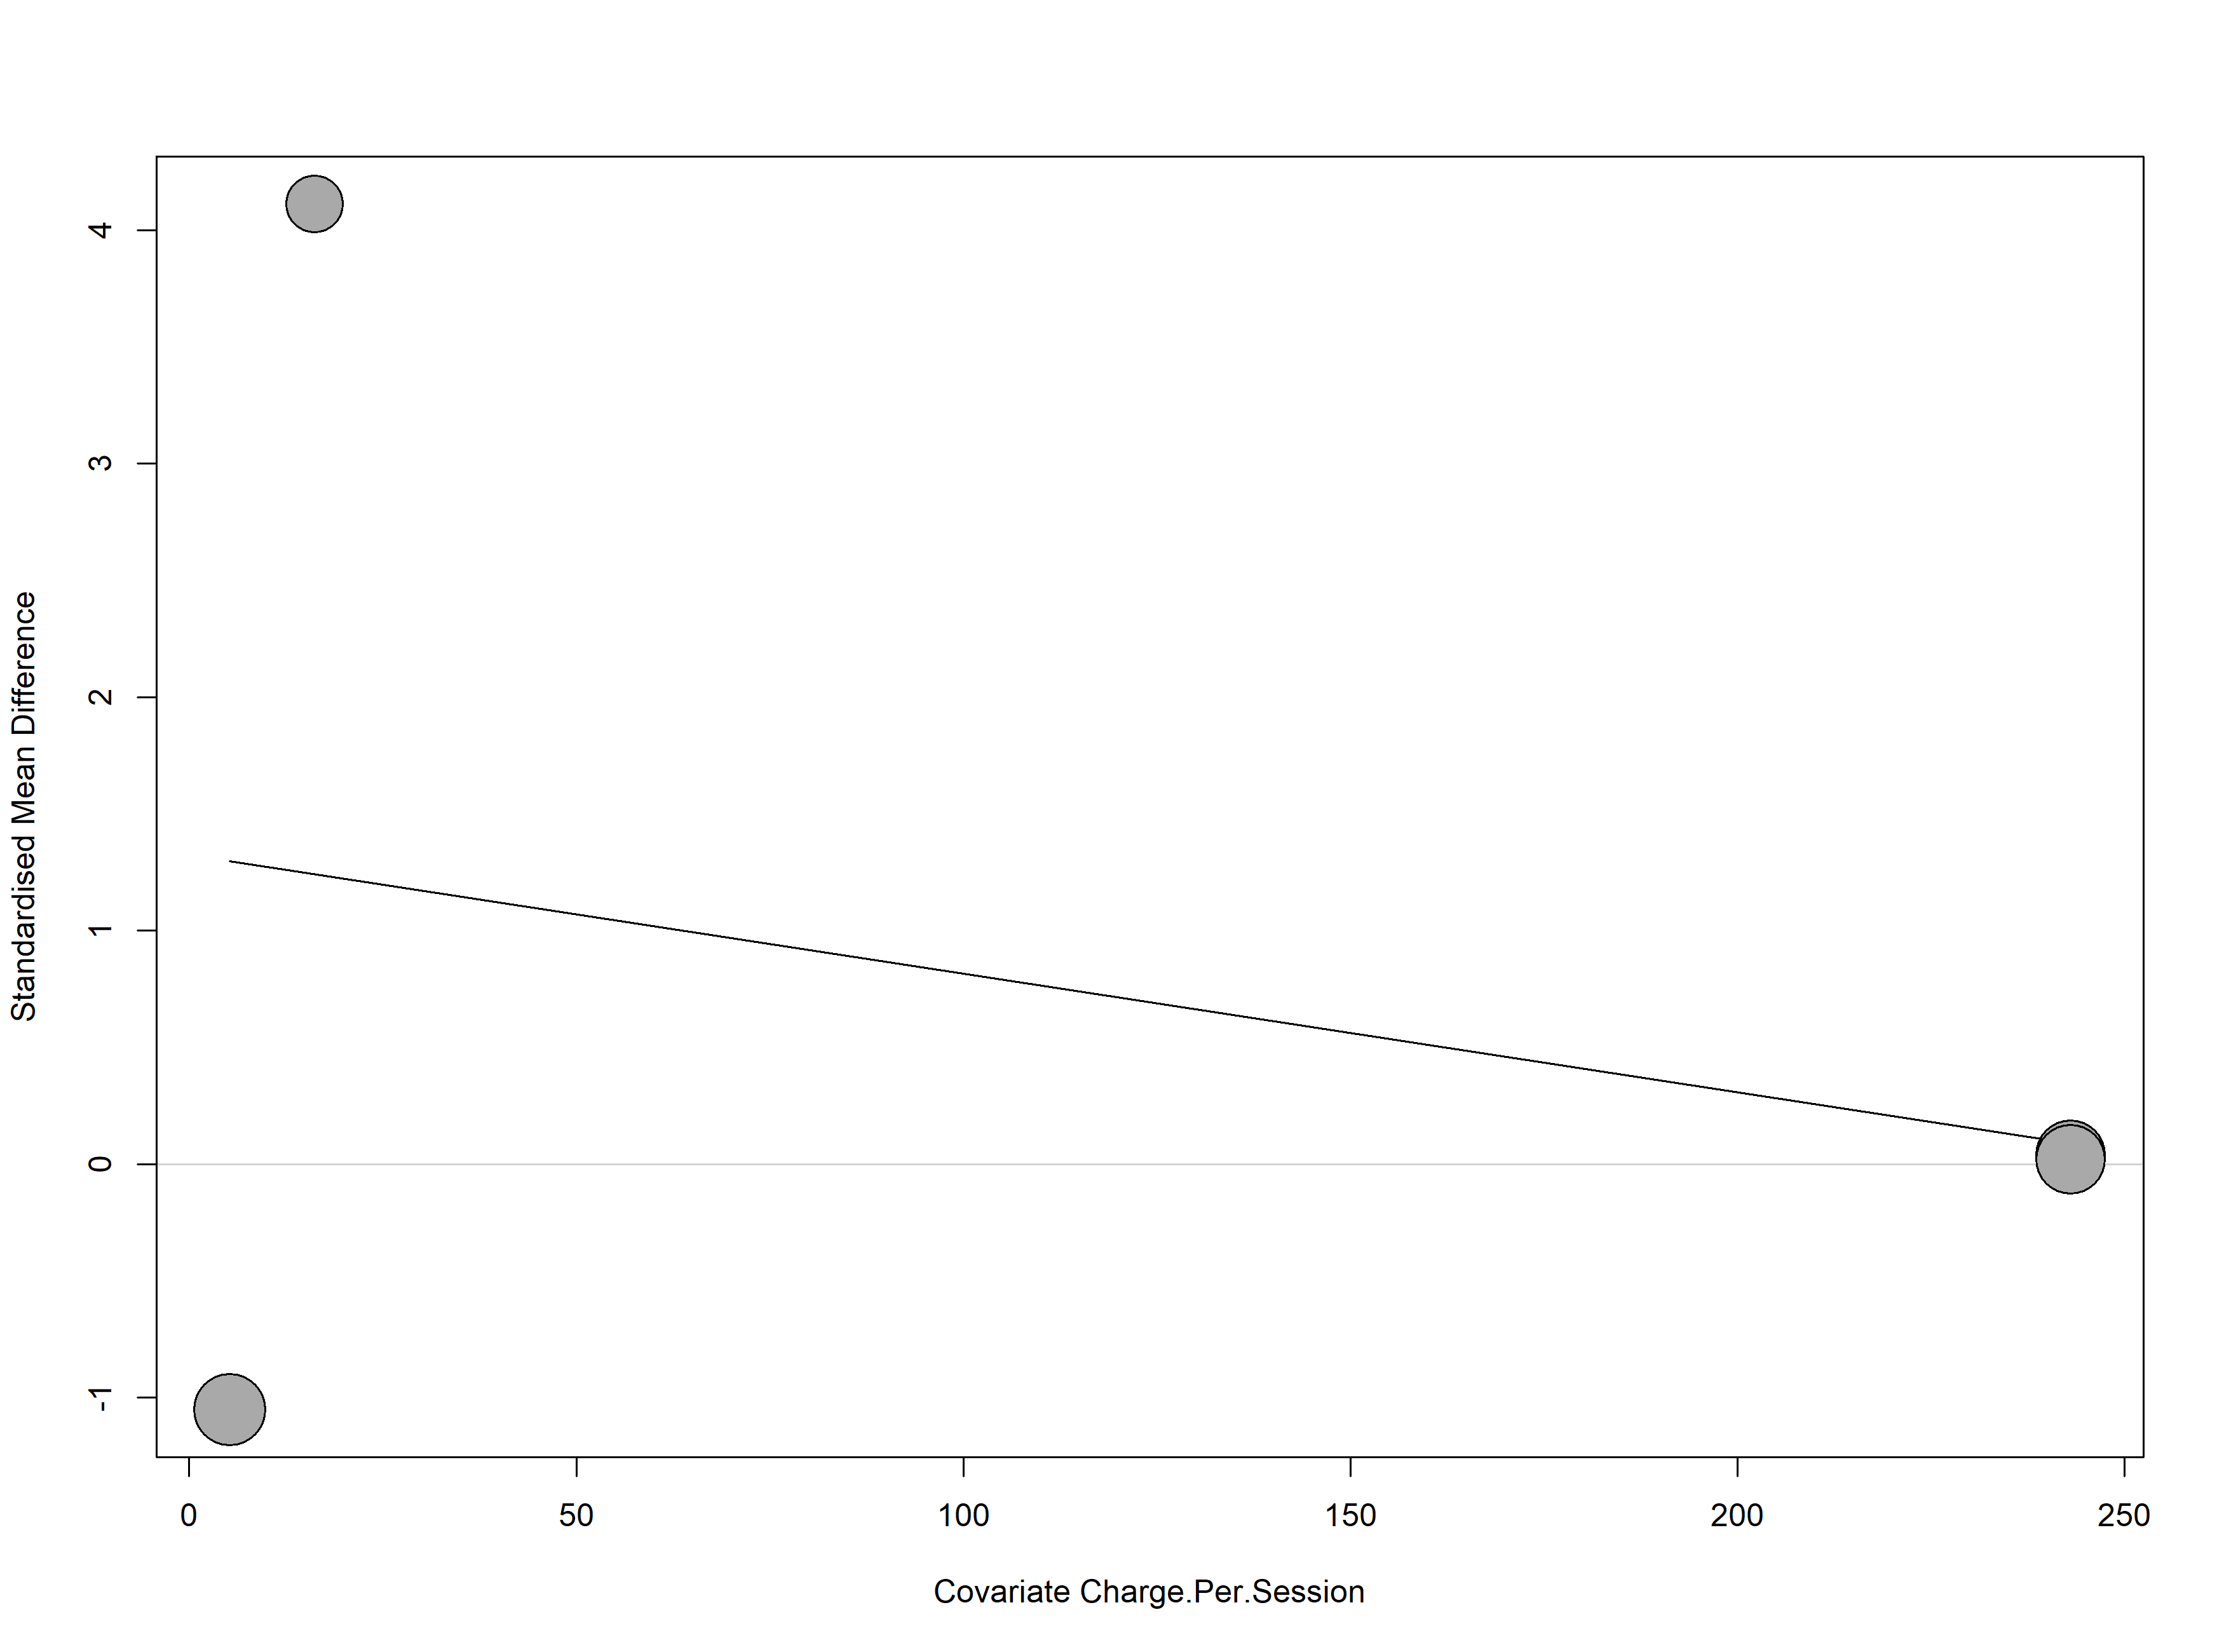 4
3
2
1
0
-1
Standardised Mean Difference
0 50 100 150 200 250
Covariate Charge.Per.Session